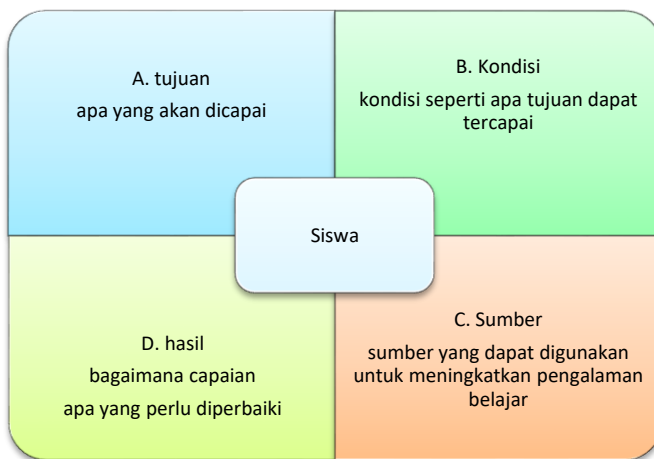 A. tujuan
apa yang akan dicapai
B. Kondisi
kondisi seperti apa tujuan dapat
tercapai
Siswa
D. hasil
bagaimana capaian
apa yang perlu diperbaiki
C. Sumber
sumber yang dapat digunakan
untuk meningkatkan pengalaman
belajar